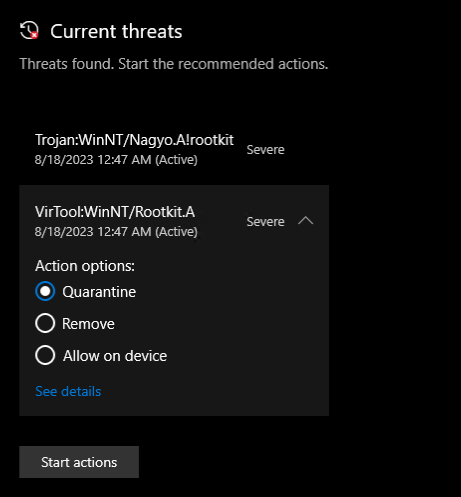 Current threats
Threats found. Start the recommended actions.
Trojan:WinNT/Nagyo.A!rootkit
Severe
8/18/2023 12:47 AM (Active)
VirTool:WinNT/Rootkit.A
Severe
8/18/2023 12:47 AM (Active)
Action options:
Quarantine
Remove
Allow on device
See details
Start actions